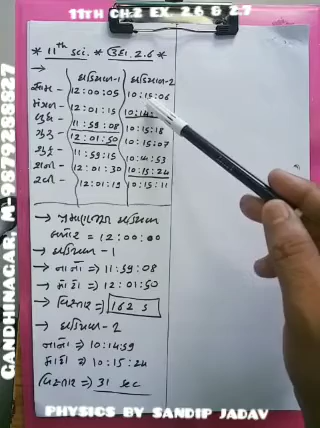 11TH CH.2 EX. 2.6 & 2.7
GANDHINAGAR. M-9879288827
* 11th Sci. * ઉદા. 2.6 *
→ ઘડિયાળ-1 ઘડિયાળ-2
સોમ - 12:00:05 10:15:06
મંગળ - 12:01:15 10:14:
બુધ - 11:59:08 10:15:18
ગુરુ - 12:01:50 10:15:07
શુક્ર - 11:59:15 10:14:53
શનિ - 12:01:30 10:15:24
રવિ - 12:01:19 10:15:11
→ પ્રમાણભૂત ઘડિયાળ
બપોર = 12:00:00
→ ઘડિયાળ -1
→ નાનો => 11:59:08
→ મોટો => 12:01:50
→ વિસ્તાર => 162 s
→ ઘડિયાળ -2
નાનો => 10:14:59
મોટો => 10:15:24
વિસ્તાર => 31 sec
PHYSICS BY SANDIP JADAV